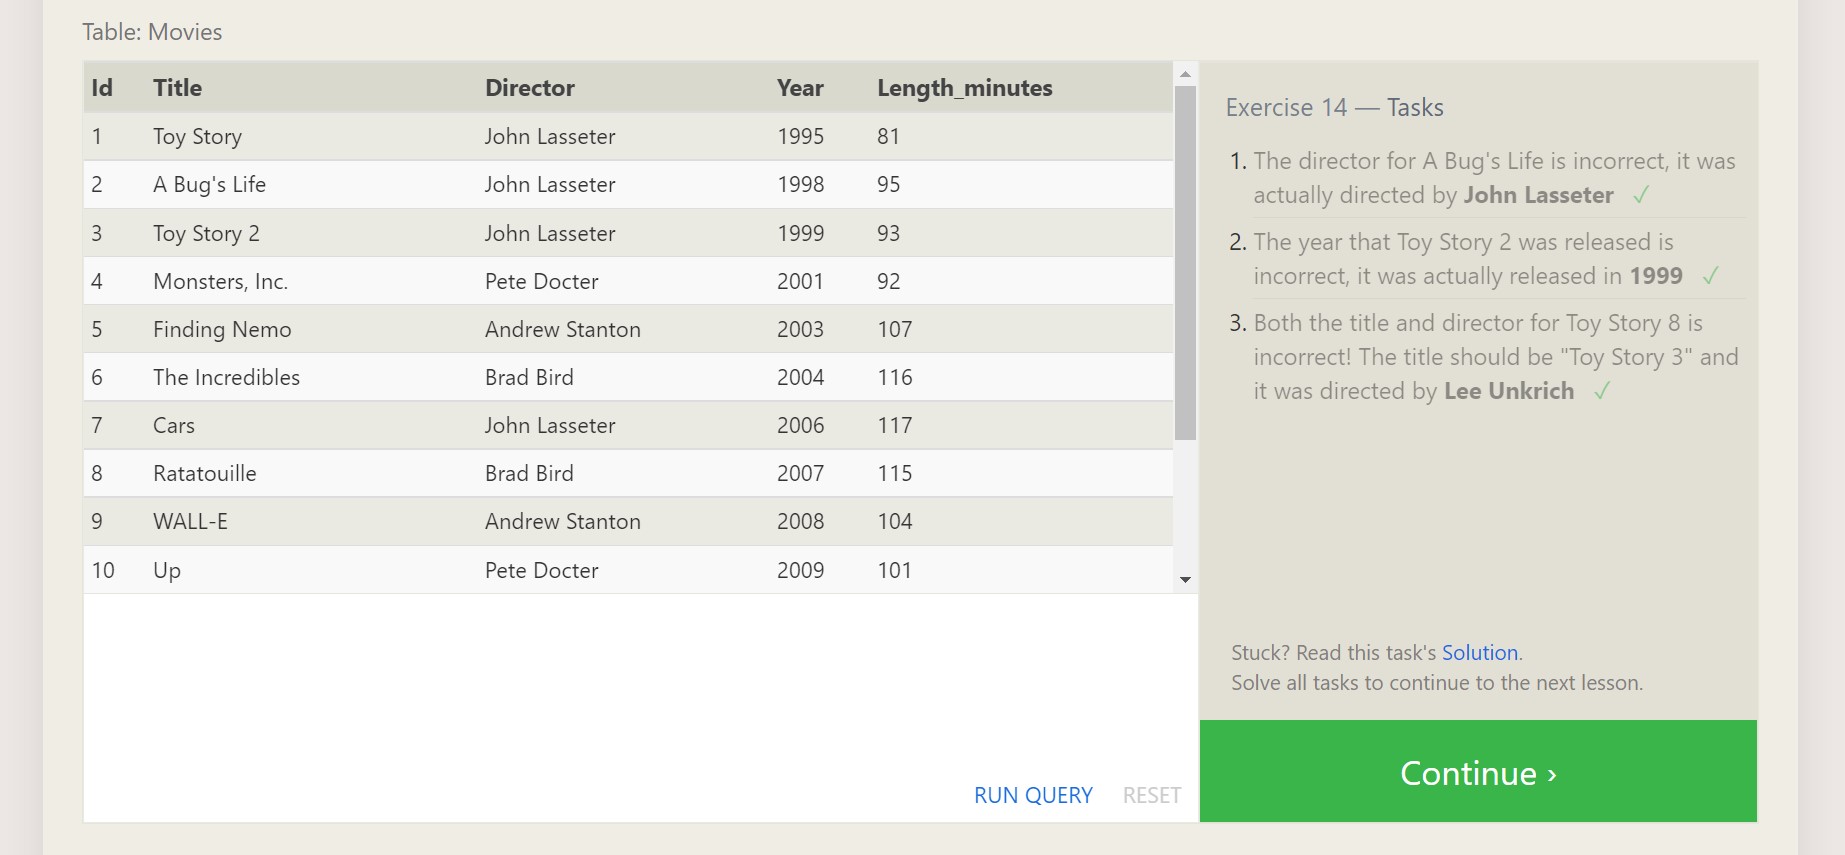 Table: Movies
Id Title Director Year Length_minutes
1 Toy Story John Lasseter 1995 81
2 A Bug's Life John Lasseter 1998 95
3 Toy Story 2 John Lasseter 1999 93
4 Monsters, Inc. Pete Docter 2001 92
5 Finding Nemo Andrew Stanton 2003 107
6 The Incredibles Brad Bird 2004 116
7 Cars John Lasseter 2006 117
8 Ratatouille Brad Bird 2007 115
9 WALL-E Andrew Stanton 2008 104
10 Up Pete Docter 2009 101
RUN QUERY RESET
Exercise 14 — Tasks
1. The director for A Bug's Life is incorrect, it was
actually directed by John Lasseter ✓
2. The year that Toy Story 2 was released is
incorrect, it was actually released in 1999 ✓
3. Both the title and director for Toy Story 8 is
incorrect! The title should be "Toy Story 3" and
it was directed by Lee Unkrich ✓
Stuck? Read this task's Solution.
Solve all tasks to continue to the next lesson.
Continue ›